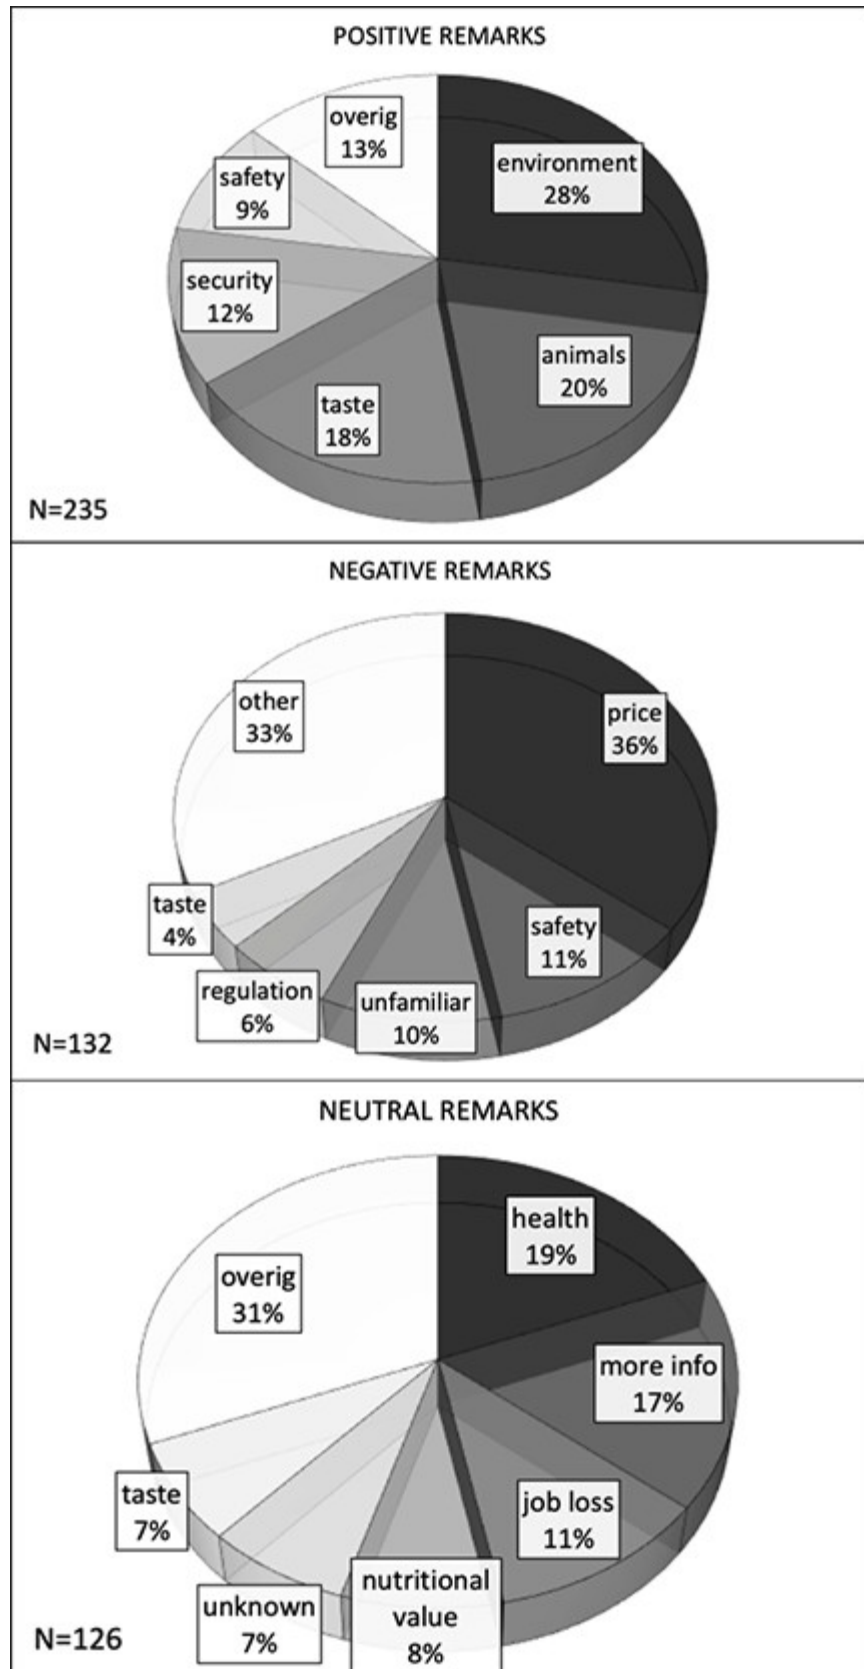 POSITIVE REMARKS
overig
13%
environment
28%
safety
9%
security
12%
animals
20%
taste
18%
N=235
NEGATIVE REMARKS
other
33%
price
36%
taste
4%
safety
11%
regulation
6%
unfamiliar
10%
N=132
NEUTRAL REMARKS
health
19%
overig
31%
more info
17%
taste
7%
job loss
11%
unknown
7%
nutritional
value
8%
N=126